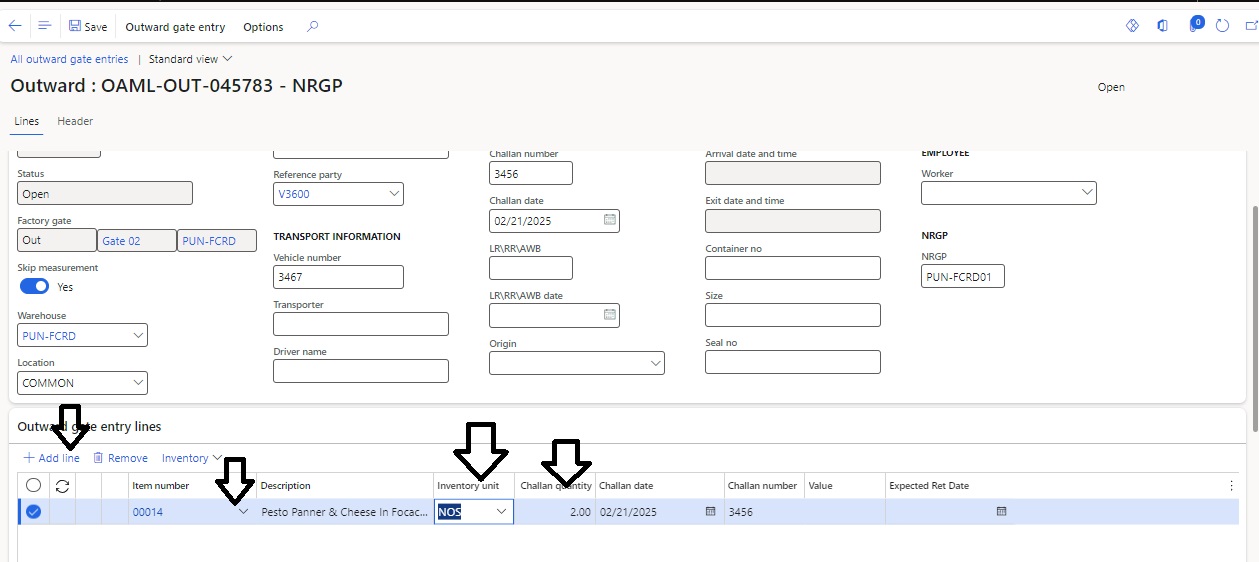 Save Outward gate entry Options 0
All outward gate entries | Standard view
Outward : OAML-OUT-045783 - NRGP
Open
Lines Header
Challan number Arrival date and time EMPLOYEE
Status Reference party 3456 Worker
Open V3600
Challan date Exit date and time
Factory gate 02/21/2025
Out Gate 02 PUN-FCRD TRANSPORT INFORMATION NRGP
Vehicle number LR\RR\AWB Container no NRGP
Skip measurement 3467 PUN-FCRD01
Yes
Transporter LR\RR\AWB date Size
Warehouse
PUN-FCRD
Driver name Origin Seal no
Location
COMMON
Outward gate entry lines
+ Add line Remove Inventory
Item number Description Inventory unit Challan quantity Challan date Challan number Value Expected Ret Date
00014 Pesto Panner & Cheese In Focac... NOS 2.00 02/21/2025 3456